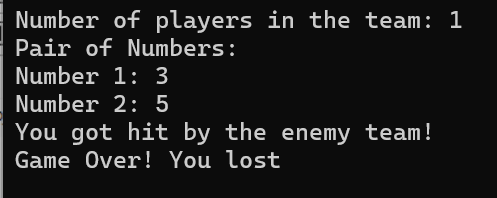 Number of players in the team: 1
Pair of Numbers:
Number 1: 3
Number 2: 5
You got hit by the enemy team!
Game Over! You lost